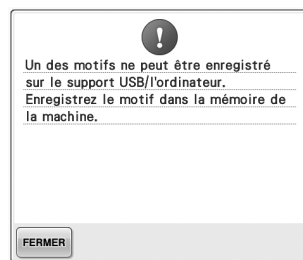 Un des motifs ne peut être enregistré
sur le support USB/l'ordinateur.
Enregistrez le motif dans la mémoire de
la machine.
FERMER